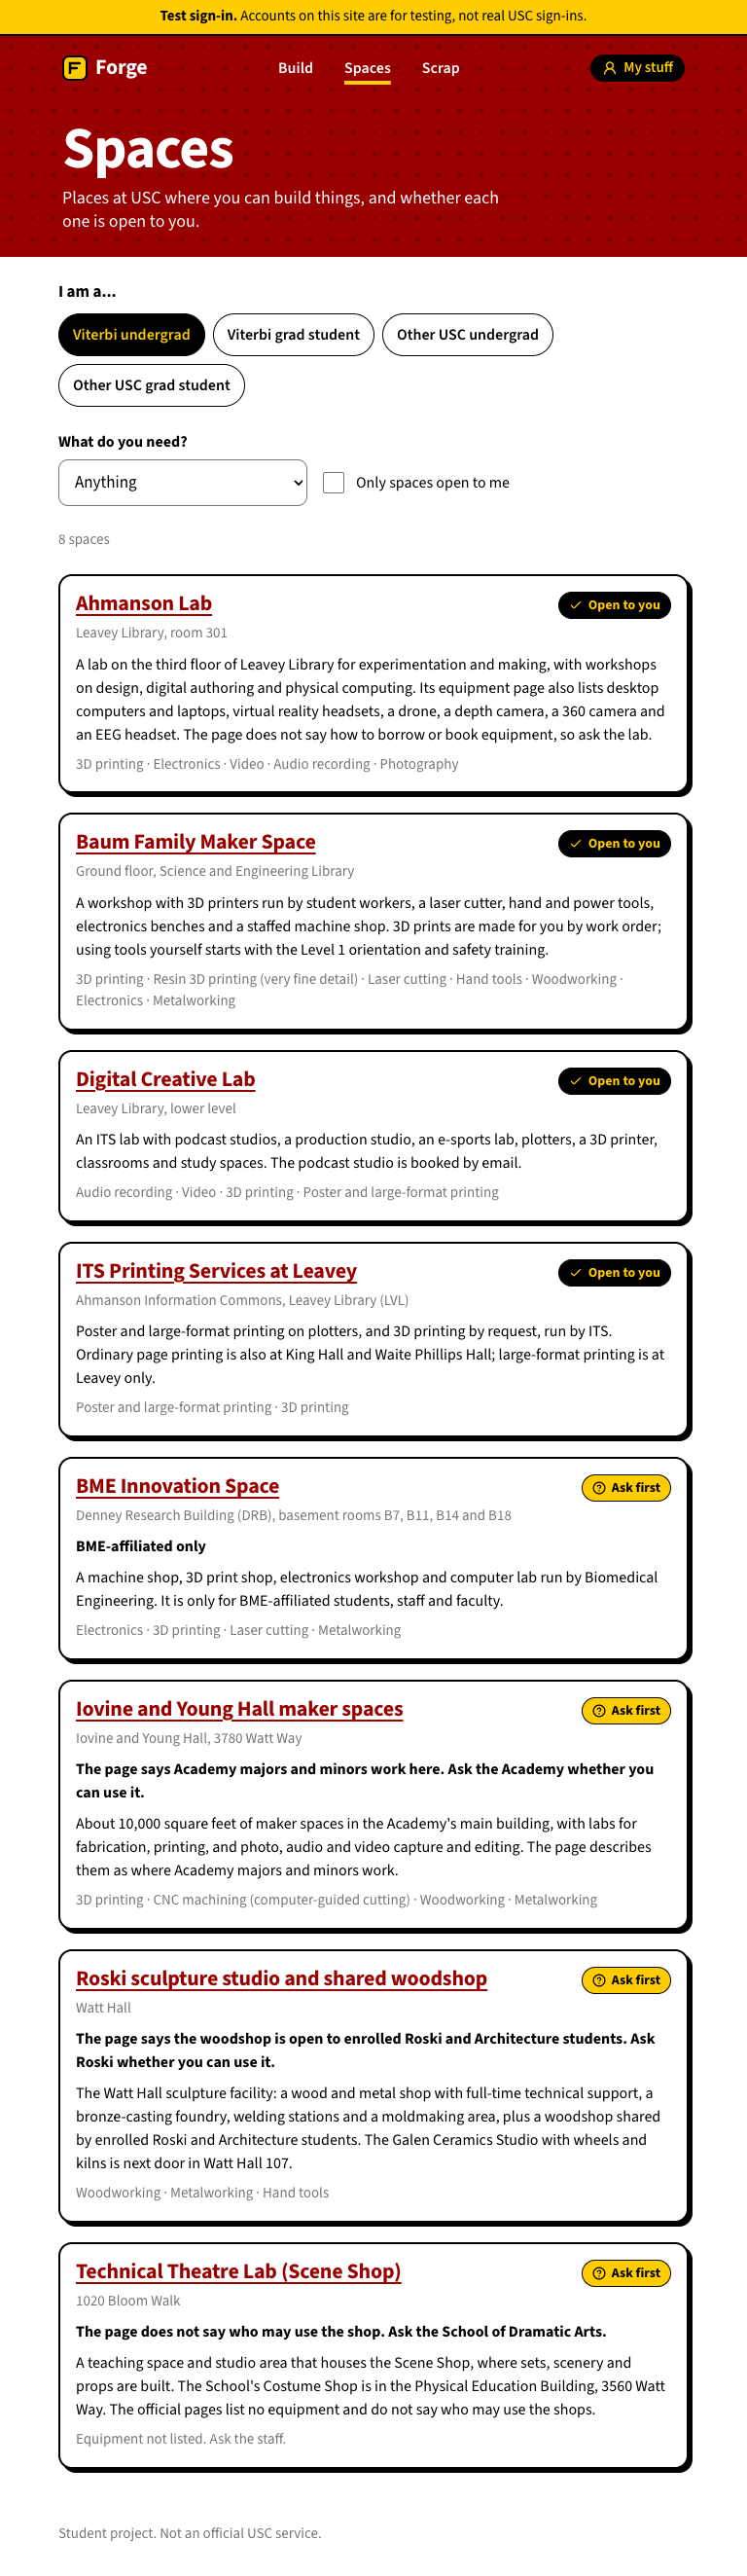 Test sign-in. Accounts on this site are for testing, not real USC sign-ins.
F Forge
Build
Spaces
Scrap
My stuff
Spaces
Places at USC where you can build things, and whether each
one is open to you.
I am a...
Viterbi undergrad
Viterbi grad student
Other USC undergrad
Other USC grad student
What do you need?
Anything
Only spaces open to me
8 spaces
Ahmanson Lab
Open to you
Leavey Library, room 301
A lab on the third floor of Leavey Library for experimentation and making, with workshops
on design, digital authoring and physical computing. Its equipment page also lists desktop
computers and laptops, virtual reality headsets, a drone, a depth camera, a 360 camera and
an EEG headset. The page does not say how to borrow or book equipment, so ask the lab.
3D printing · Electronics · Video · Audio recording · Photography
Baum Family Maker Space
Open to you
Ground floor, Science and Engineering Library
A workshop with 3D printers run by student workers, a laser cutter, hand and power tools,
electronics benches and a staffed machine shop. 3D prints are made for you by work order;
using tools yourself starts with the Level 1 orientation and safety training.
3D printing · Resin 3D printing (very fine detail) · Laser cutting · Hand tools · Woodworking ·
Electronics · Metalworking
Digital Creative Lab
Open to you
Leavey Library, lower level
An ITS lab with podcast studios, a production studio, an e-sports lab, plotters, a 3D printer,
classrooms and study spaces. The podcast studio is booked by email.
Audio recording · Video · 3D printing · Poster and large-format printing
ITS Printing Services at Leavey
Open to you
Ahmanson Information Commons, Leavey Library (LVL)
Poster and large-format printing on plotters, and 3D printing by request, run by ITS.
Ordinary page printing is also at King Hall and Waite Phillips Hall; large-format printing is at
Leavey only.
Poster and large-format printing · 3D printing
BME Innovation Space
Ask first
Denney Research Building (DRB), basement rooms B7, B11, B14 and B18
BME-affiliated only
A machine shop, 3D print shop, electronics workshop and computer lab run by Biomedical
Engineering. It is only for BME-affiliated students, staff and faculty.
Electronics · 3D printing · Laser cutting · Metalworking
Iovine and Young Hall maker spaces
Ask first
Iovine and Young Hall, 3780 Watt Way
The page says Academy majors and minors work here. Ask the Academy whether you
can use it.
About 10,000 square feet of maker spaces in the Academy's main building, with labs for
fabrication, printing, and photo, audio and video capture and editing. The page describes
them as where Academy majors and minors work.
3D printing · CNC machining (computer-guided cutting) · Woodworking · Metalworking
Roski sculpture studio and shared woodshop
Ask first
Watt Hall
The page says the woodshop is open to enrolled Roski and Architecture students. Ask
Roski whether you can use it.
The Watt Hall sculpture facility: a wood and metal shop with full-time technical support, a
bronze-casting foundry, welding stations and a moldmaking area, plus a woodshop shared
by enrolled Roski and Architecture students. The Galen Ceramics Studio with wheels and
kilns is next door in Watt Hall 107.
Woodworking · Metalworking · Hand tools
Technical Theatre Lab (Scene Shop)
Ask first
1020 Bloom Walk
The page does not say who may use the shop. Ask the School of Dramatic Arts.
A teaching space and studio area that houses the Scene Shop, where sets, scenery and
props are built. The School's Costume Shop is in the Physical Education Building, 3560 Watt
Way. The official pages list no equipment and do not say who may use the shops.
Equipment not listed. Ask the staff.
Student project. Not an official USC service.